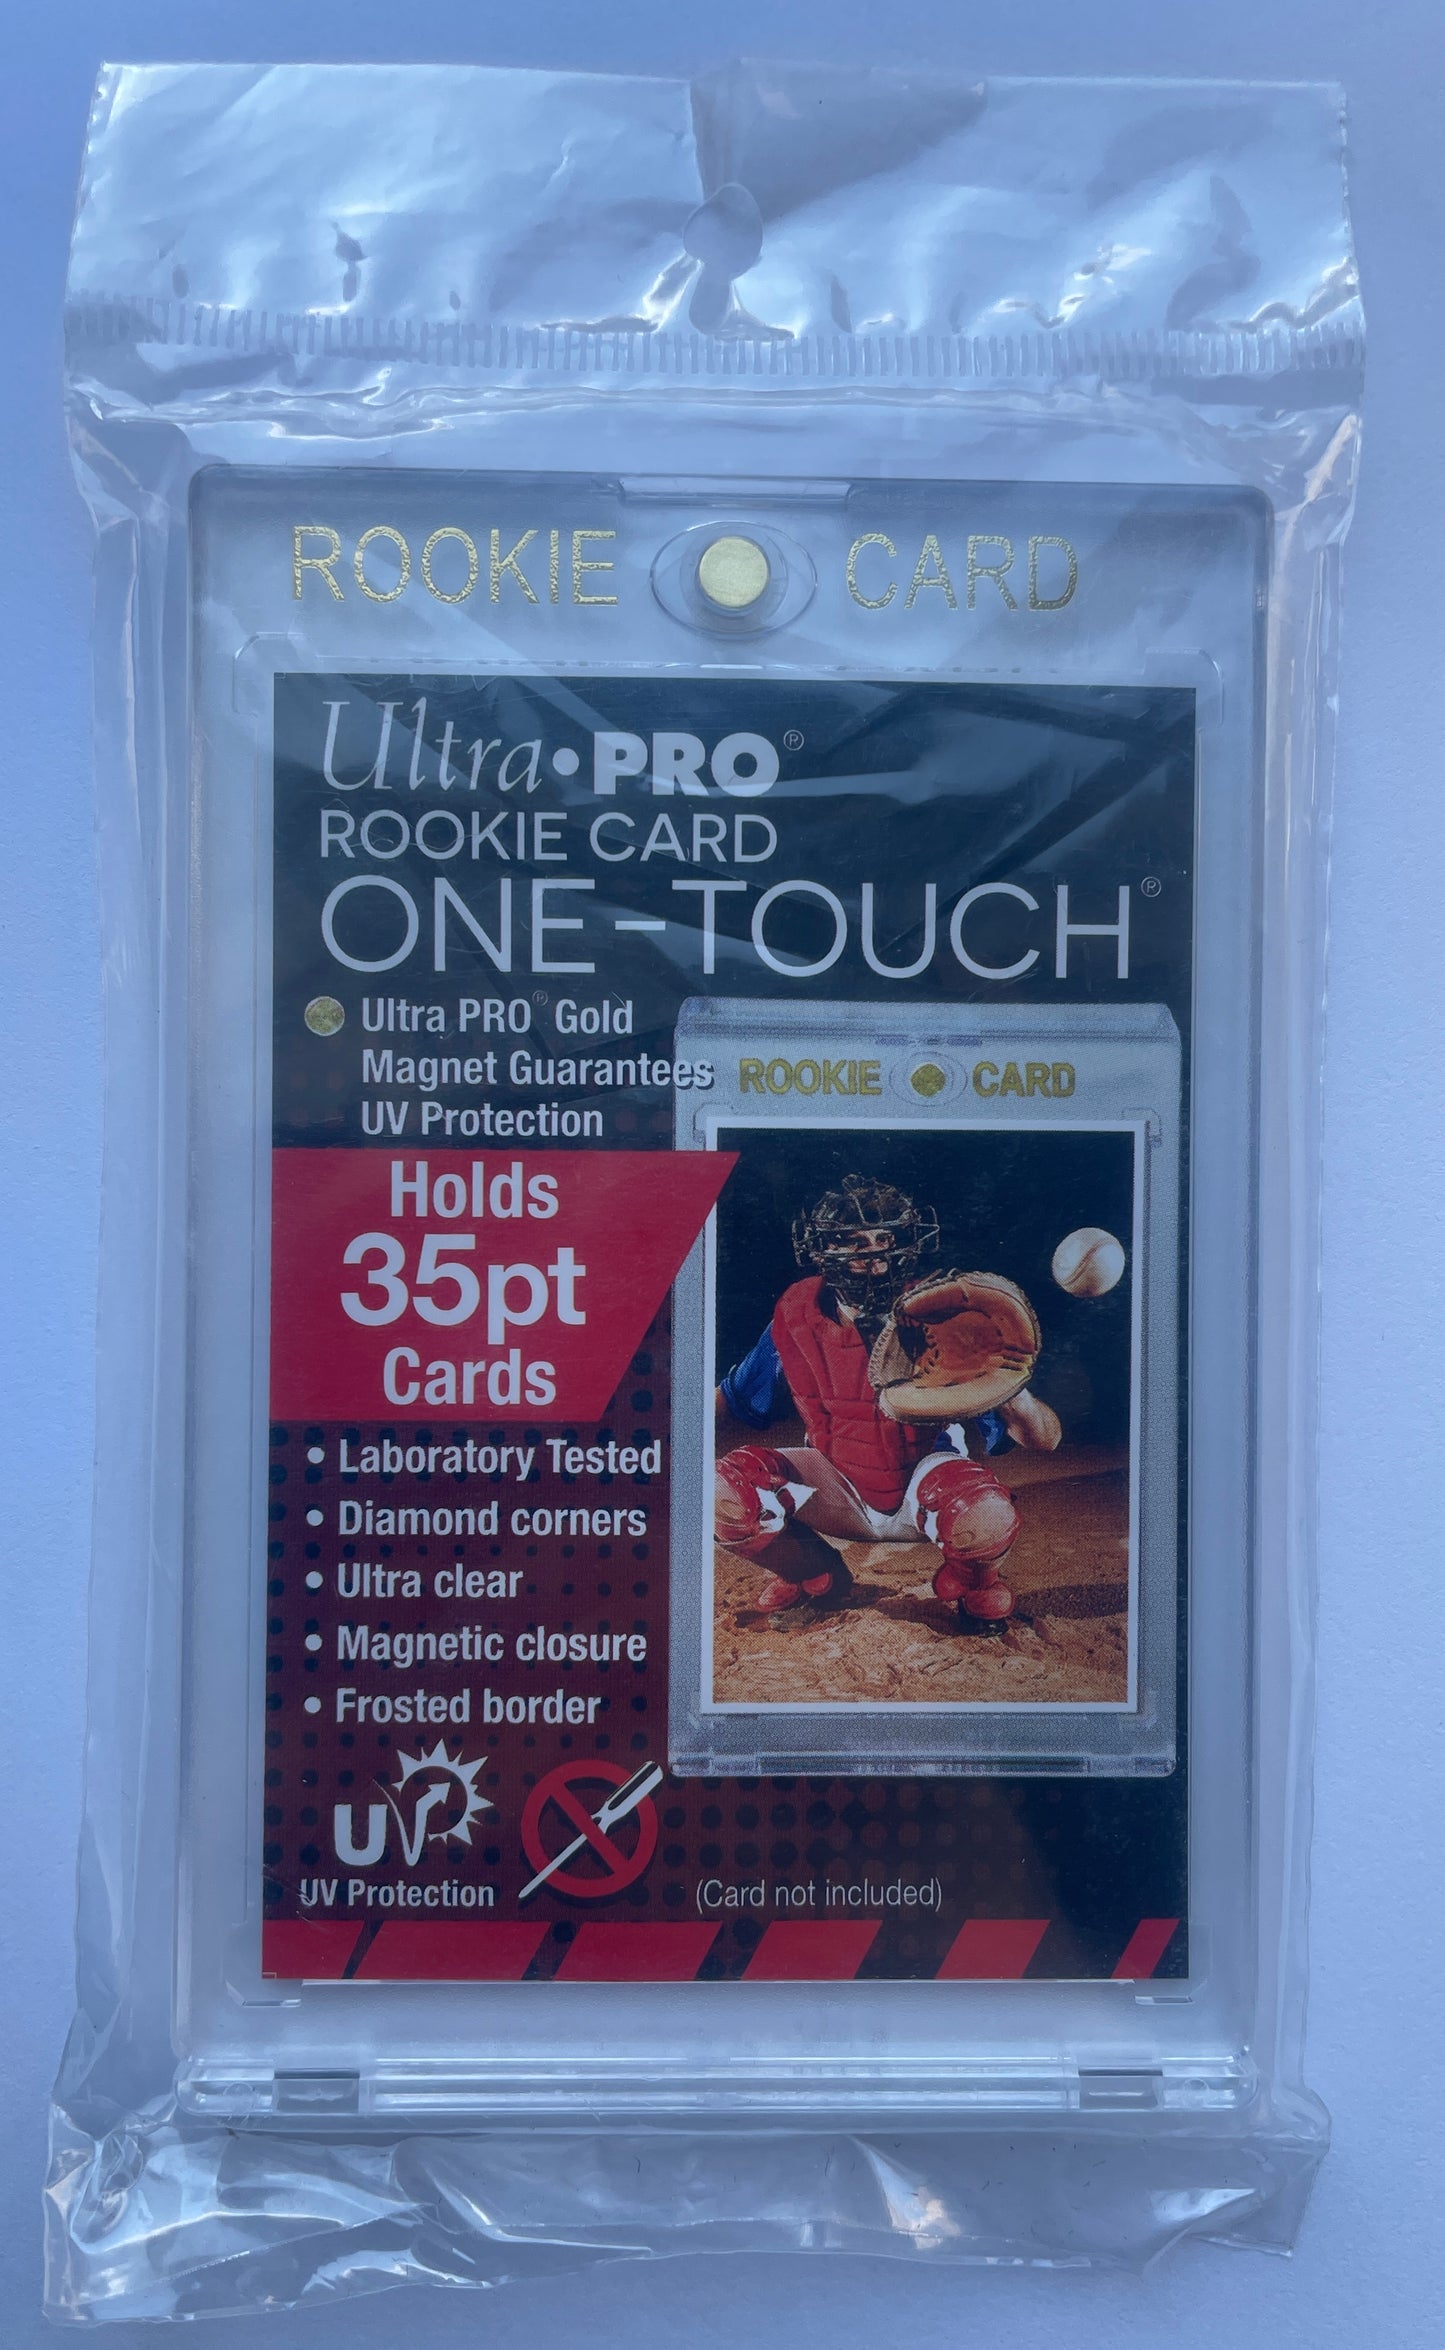 ROOKIE CARD
Ultra•PRO®
ROOKIE CARD
ONE-TOUCH®
Ultra PRO® Gold
Magnet Guarantees
UV Protection
ROOKIE CARD
Holds
35pt
Cards
• Laboratory Tested
• Diamond corners
• Ultra clear
• Magnetic closure
• Frosted border
UV
UV Protection
(Card not included)